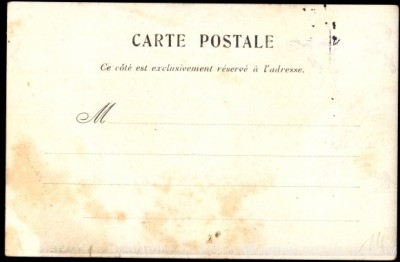 CARTE POSTALE
Ce côté est exclusivement réservé à l'adresse.
M